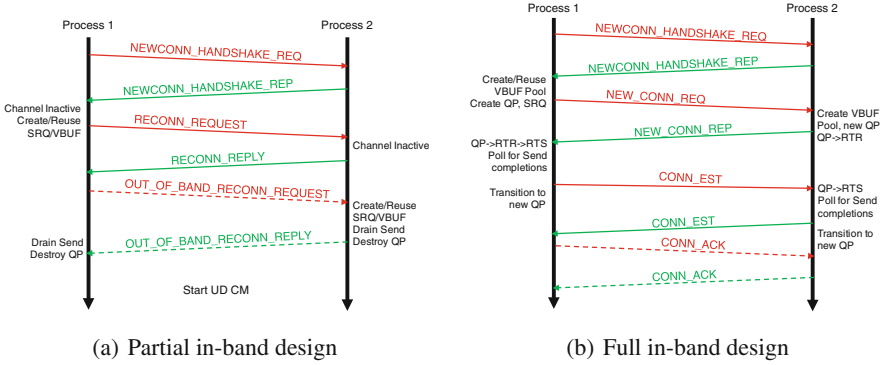 Process 1
Process 2
NEWCONN_HANDSHAKE_REQ
NEWCONN_HANDSHAKE_REP
Channel Inactive
Create/Reuse
SRQ/VBUF
RECONN_REQUEST
Channel Inactive
RECONN_REPLY
OUT_OF_BAND_RECONN_REQUEST
Create/Reuse
SRQ/VBUF
Drain Send
Destroy QP
Drain Send
Destroy QP
OUT_OF_BAND_RECONN_REPLY
Start UD CM
(a) Partial in-band design
Process 1
Process 2
NEWCONN_HANDSHAKE_REQ
NEWCONN_HANDSHAKE_REP
Create/Reuse
VBUF Pool
Create QP, SRQ
NEW_CONN_REQ
Create VBUF
Pool, new QP
QP->RTR
NEW_CONN_REP
QP->RTR->RTS
Poll for Send
completions
CONN_EST
Transition to
new QP
QP->RTS
Poll for Send
completions
CONN_EST
Transition to
new QP
CONN_ACK
CONN_ACK
(b) Full in-band design